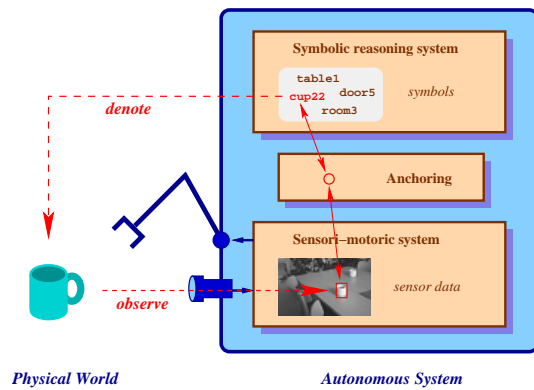 Symbolic reasoning system
table1
cup22 door5
room3
symbols
denote
Anchoring
Sensori–motoric system
sensor data
observe
Physical World
Autonomous System